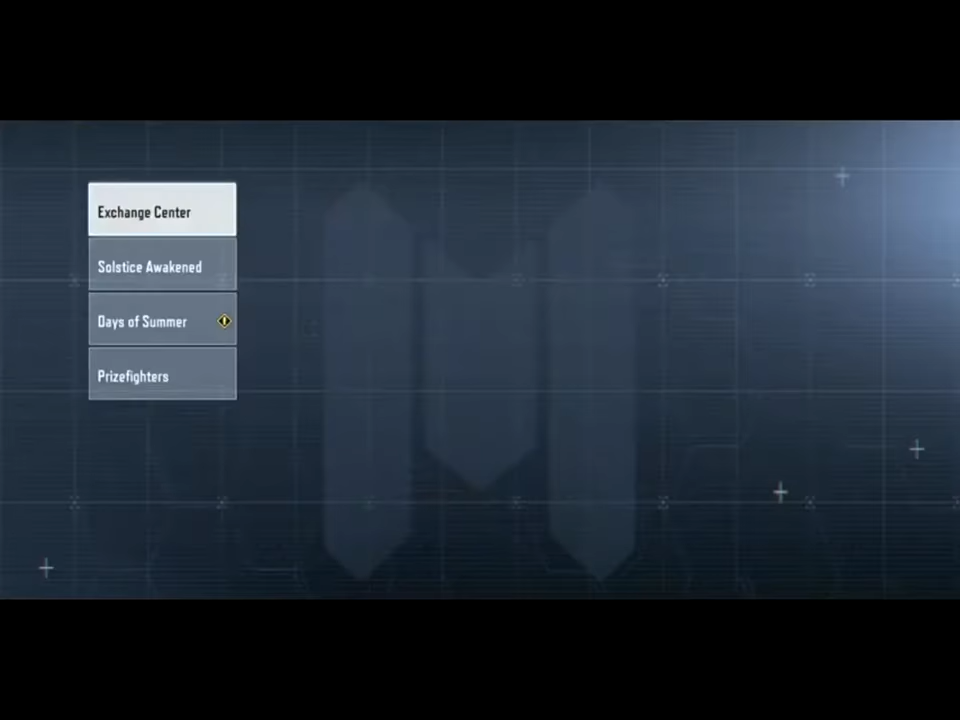 Exchange Center
Solstice Awakened
Days of Summer
Prizefighters